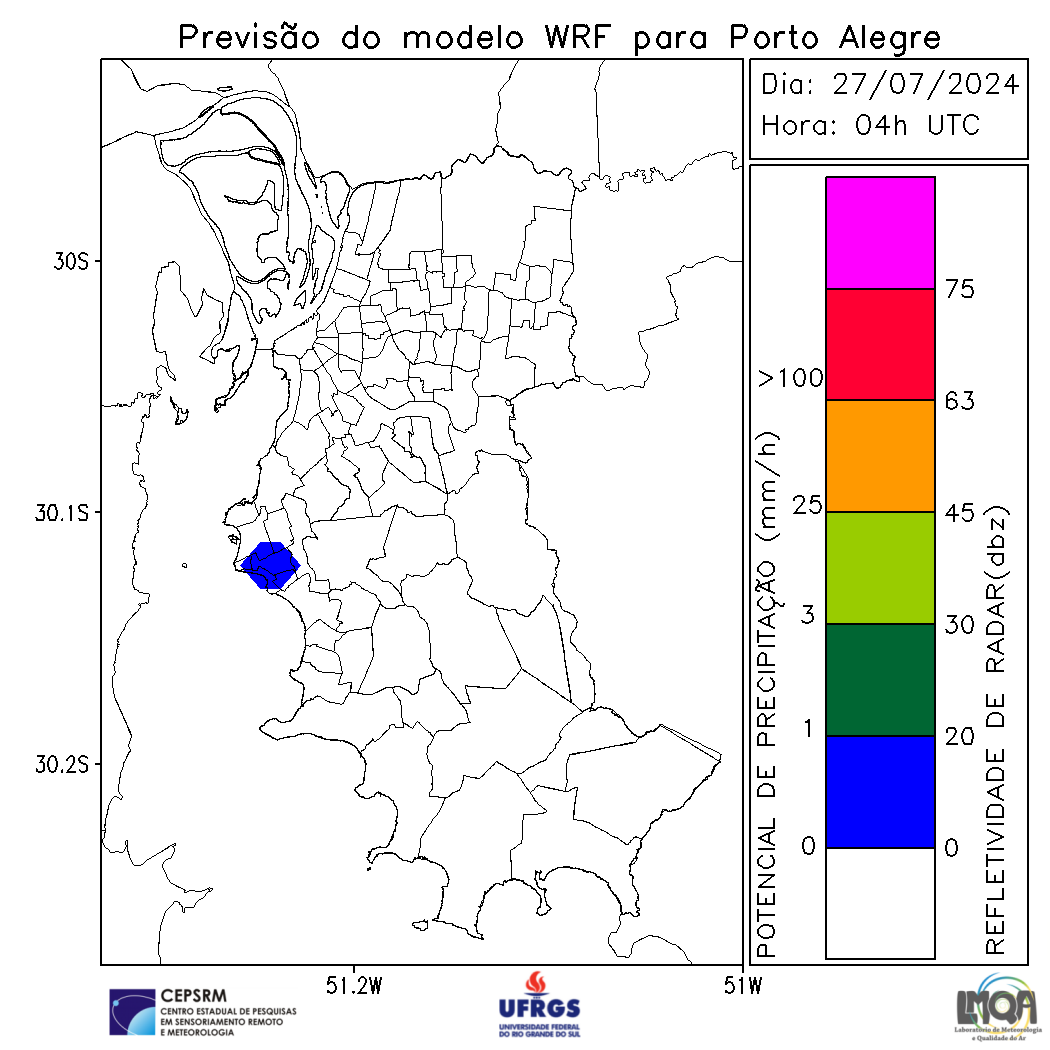 Previsão do modelo WRF para Porto Alegre
Dia: 27/07/2024
Hora: 04h UTC
30S
30.1S
30.2S
51.2W
51W
POTENCIAL DE PRECIPITAÇÃO (mm/h)
>100
25
3
1
0
75
63
45
30
20
0
REFLETIVIDADE DE RADAR(dbz)
CEPSRM
CENTRO ESTADUAL DE PESQUISAS
EM SENSORIAMENTO REMOTO
E METEOROLOGIA
UFRGS
UNIVERSIDADE FEDERAL
DO RIO GRANDE DO SUL
LMQA
Laboratório de Meteorologia
e Qualidade do Ar